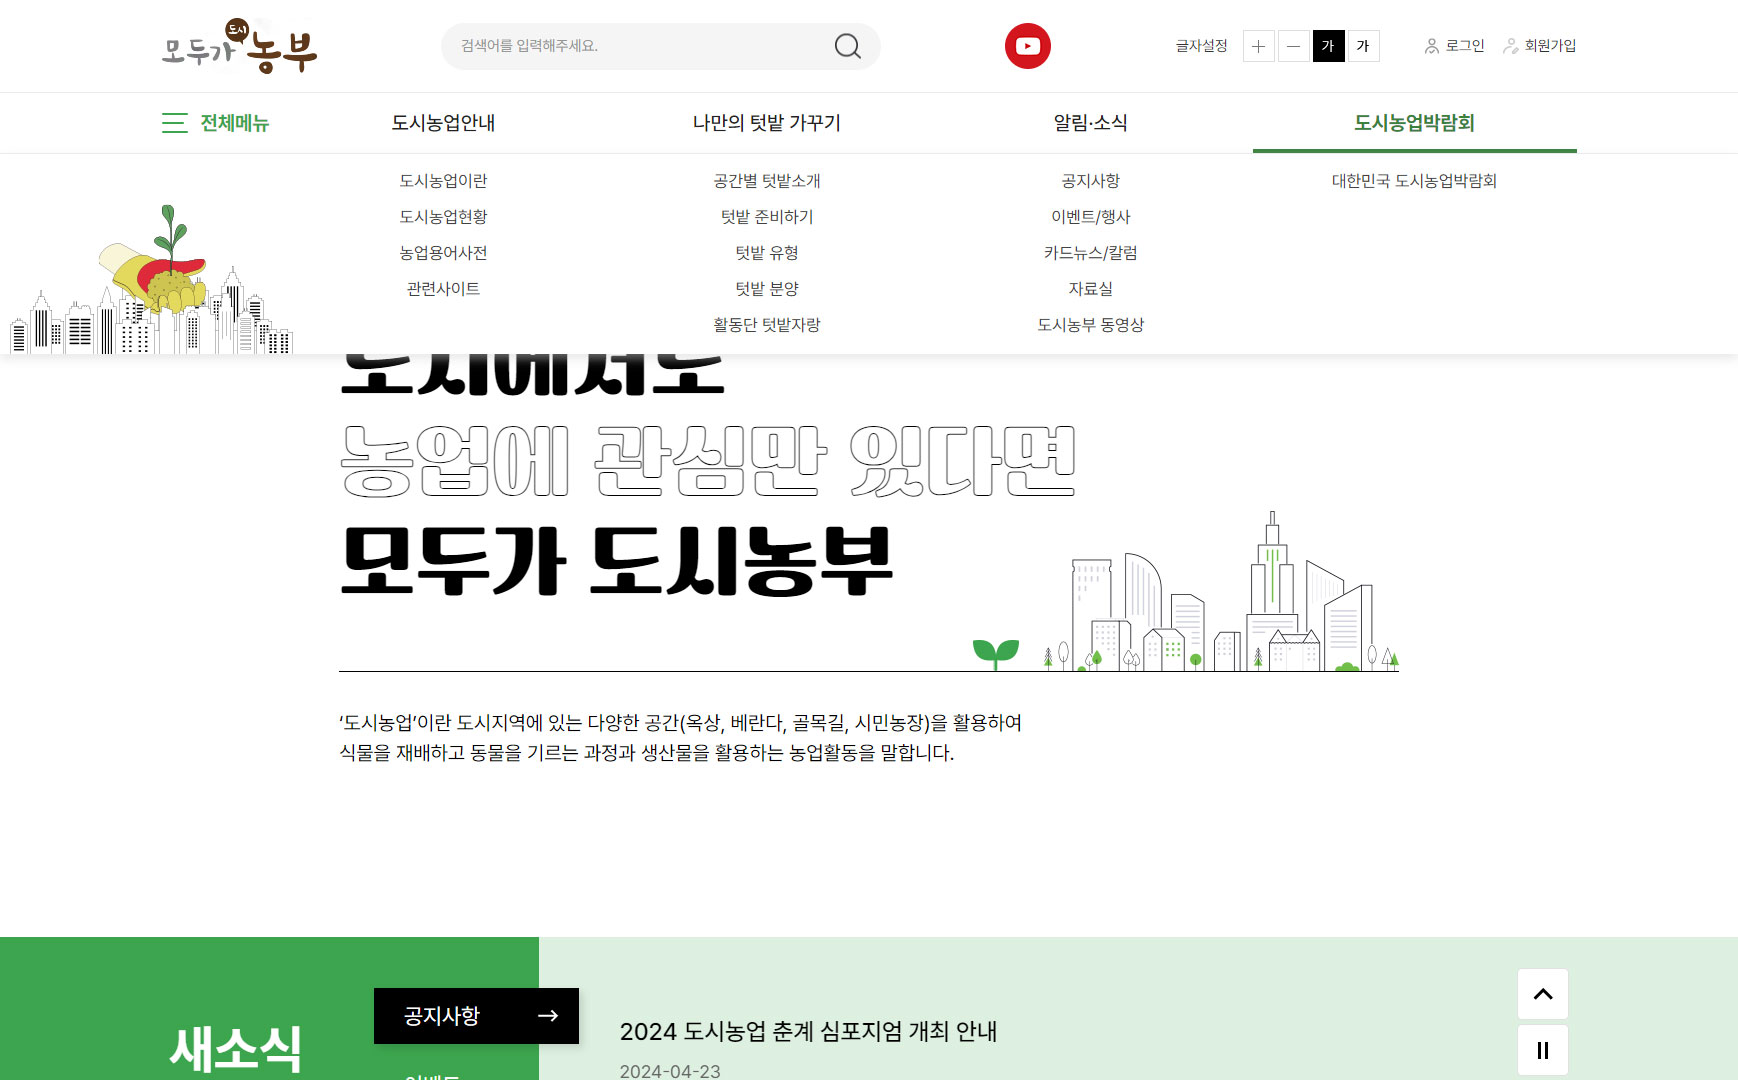 모두가 도시 농부
검색어를 입력해주세요.
글자설정 가 가 로그인 회원가입
전체메뉴 도시농업안내 나만의 텃밭 가꾸기 알림·소식 도시농업박람회
도시농업이란 공간별 텃밭소개 공지사항 대한민국 도시농업박람회
도시농업현황 텃밭 준비하기 이벤트/행사
농업용어사전 텃밭 유형 카드뉴스/칼럼
관련사이트 텃밭 분양 자료실
활동단 텃밭자랑 도시농부 동영상
도시에서도
농업에 관심만 있다면
모두가 도시농부
‘도시농업’이란 도시지역에 있는 다양한 공간(옥상, 베란다, 골목길, 시민농장)을 활용하여
식물을 재배하고 동물을 기르는 과정과 생산물을 활용하는 농업활동을 말합니다.
새소식
공지사항
2024 도시농업 춘계 심포지엄 개최 안내
2024-04-23